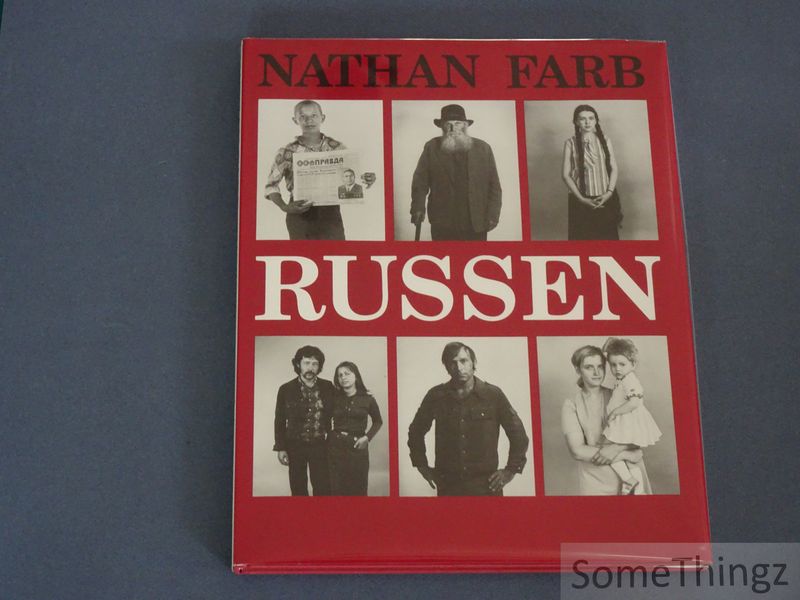 NATHAN FARB
ПРАВДА
RUSSEN
SomeThingz